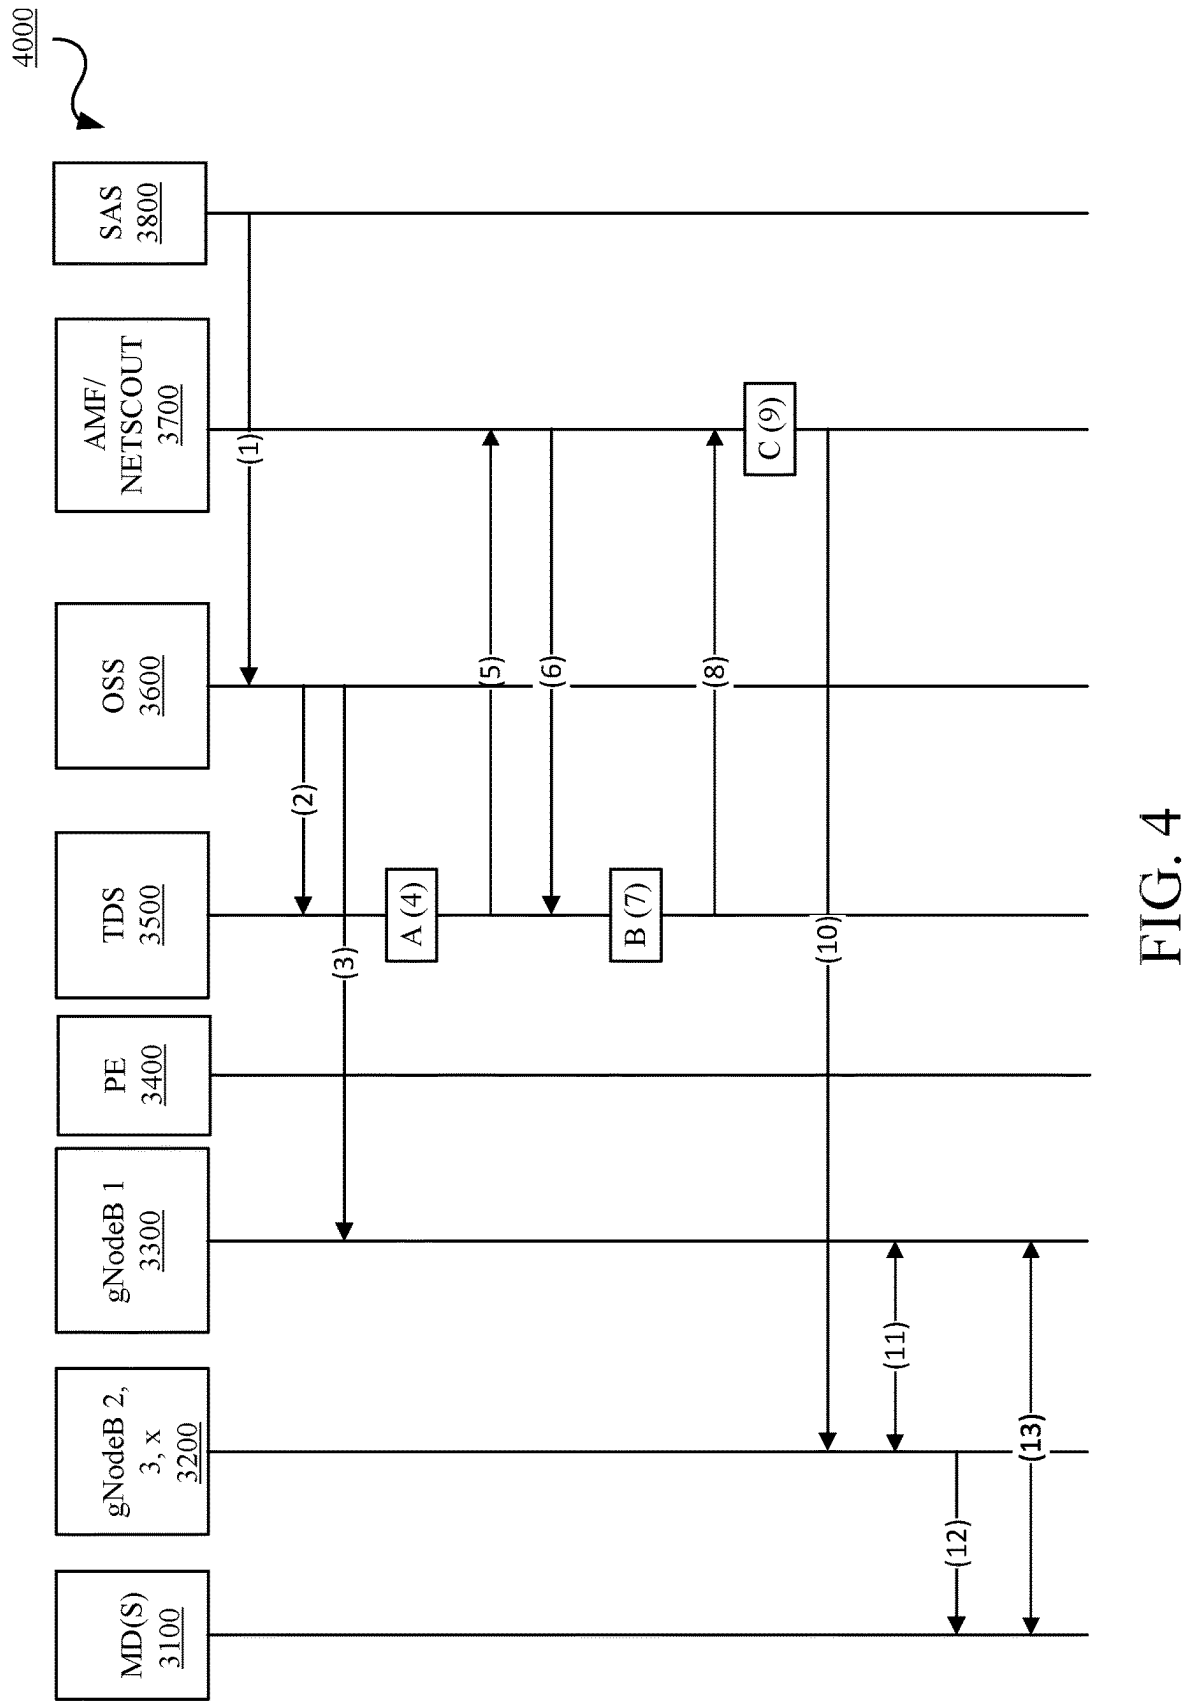 4000
MD(S)
3100
gNodeB 2,
3, x
3200
gNodeB 1
3300
PE
3400
TDS
3500
OSS
3600
AMF/
NETSCOUT
3700
SAS
3800
(1)
(2)
(3)
A (4)
(5)
(6)
B (7)
(8)
C (9)
(10)
(11)
(12)
(13)
FIG. 4